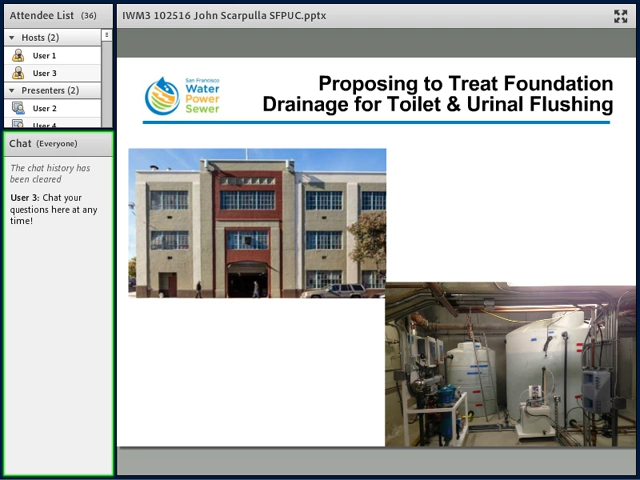 Attendee List (36)
Hosts (2)
User 1
User 3
Presenters (2)
User 2
User 4
Chat (Everyone)
The chat history has
been cleared
User 3: Chat your
questions here at any
time!
IWM3 102516 John Scarpulla SFPUC.pptx
San Francisco
Water
Power
Sewer
Proposing to Treat Foundation
Drainage for Toilet & Urinal Flushing